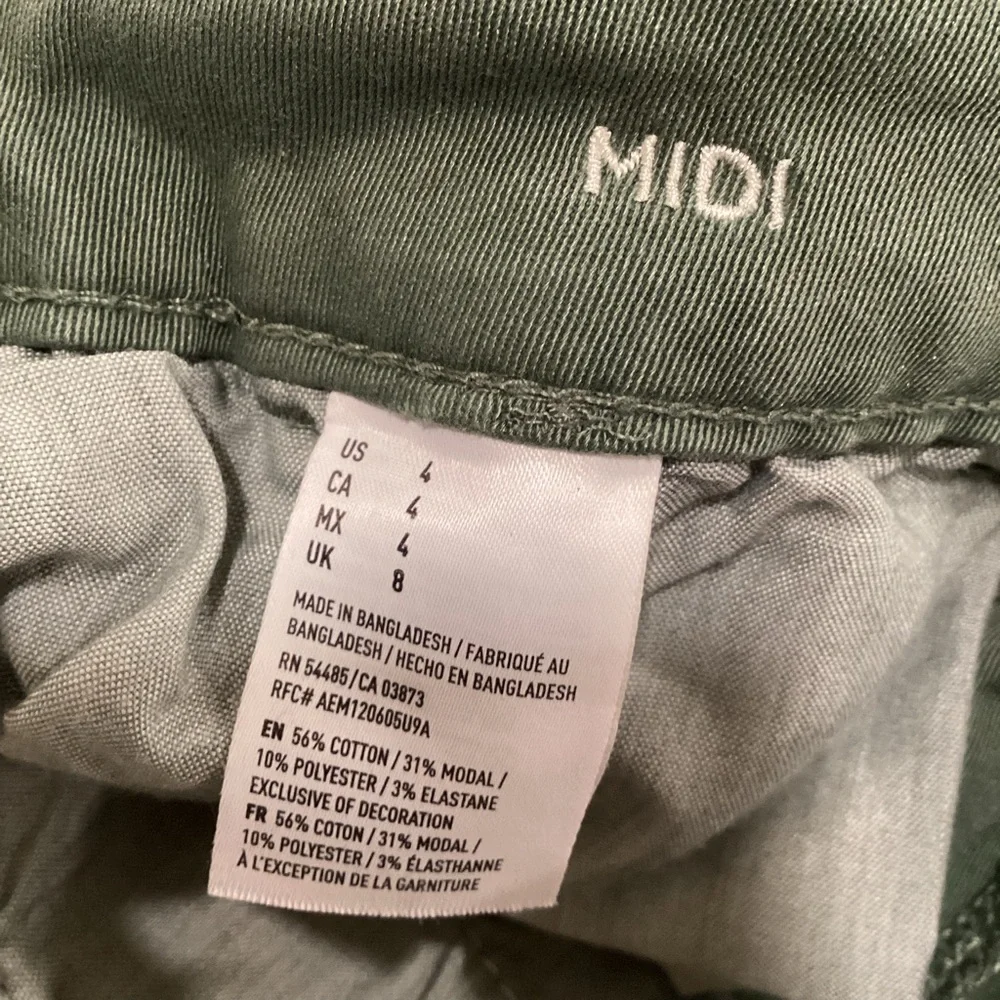 MIDI
US 4
CA 4
MX 4
UK 8
MADE IN BANGLADESH / FABRIQUÉ AU
BANGLADESH / HECHO EN BANGLADESH
RN 54485/CA 03873
RFC# AEM120605U9A
EN 56% COTTON / 31% MODAL /
10% POLYESTER / 3% ELASTANE
EXCLUSIVE OF DECORATION
FR 56% COTON / 31% MODAL /
10% POLYESTER / 3% ÉLASTHANNE
À L'EXCEPTION DE LA GARNITURE